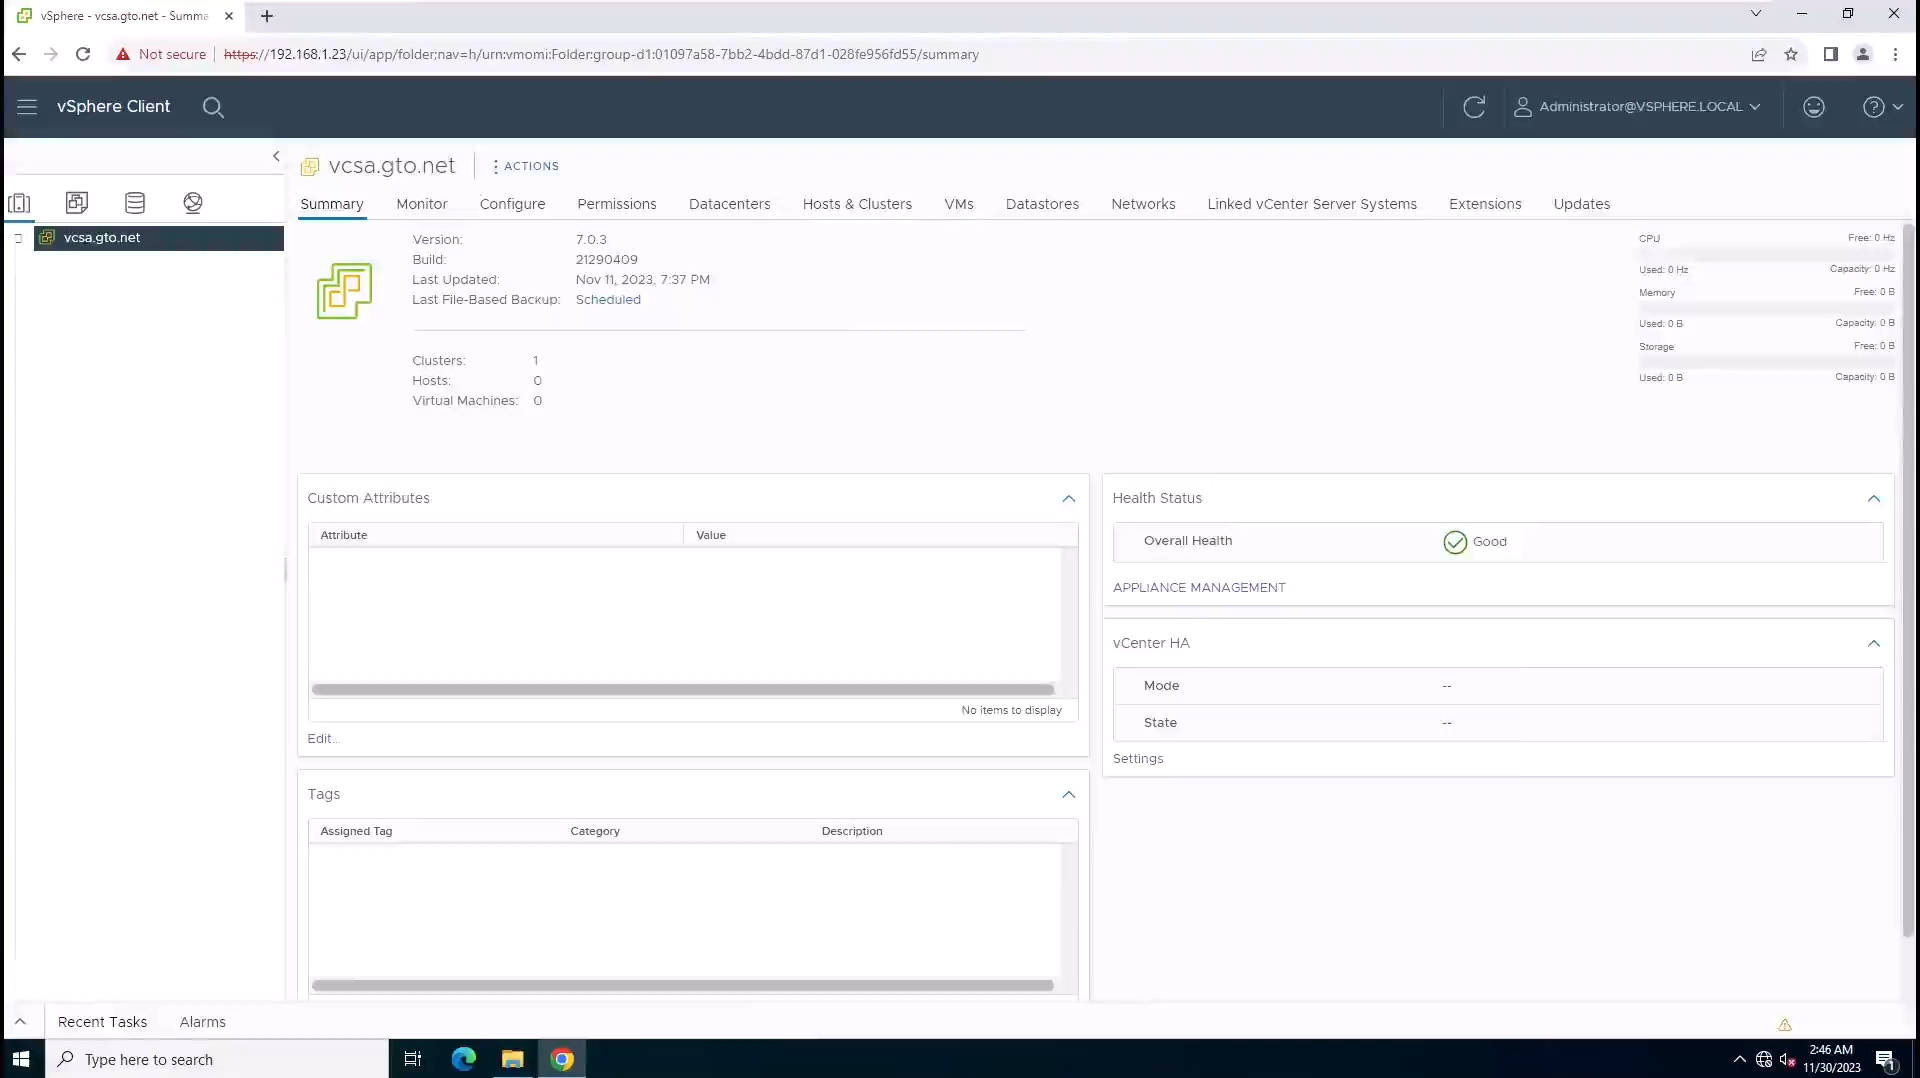 vSphere - vcsa.gto.net - Summa
Not secure
https://192.168.1.23/ui/app/folder;nav=h/urn:vmomi:Folder:group-d1:01097a58-7bb2-4bdd-87d1-028fe956fd55/summary
vSphere Client
Administrator@VSPHERE.LOCAL
vcsa.gto.net
ACTIONS
Summary Monitor Configure Permissions Datacenters Hosts & Clusters VMs Datastores Networks Linked vCenter Server Systems Extensions Updates
vcsa.gto.net
Version: 7.0.3
Build: 21290409
Last Updated: Nov 11, 2023, 7:37 PM
Last File-Based Backup: Scheduled
Clusters: 1
Hosts: 0
Virtual Machines: 0
CPU Free: 0 Hz
Used: 0 Hz Capacity: 0 Hz
Memory Free: 0 B
Used: 0 B Capacity: 0 B
Storage Free: 0 B
Used: 0 B Capacity: 0 B
Custom Attributes
Attribute Value
No items to display
Edit...
Tags
Assigned Tag Category Description
Health Status
Overall Health Good
APPLIANCE MANAGEMENT
vCenter HA
Mode --
State --
Settings
Recent Tasks Alarms
Type here to search
2:46 AM
11/30/2023
1